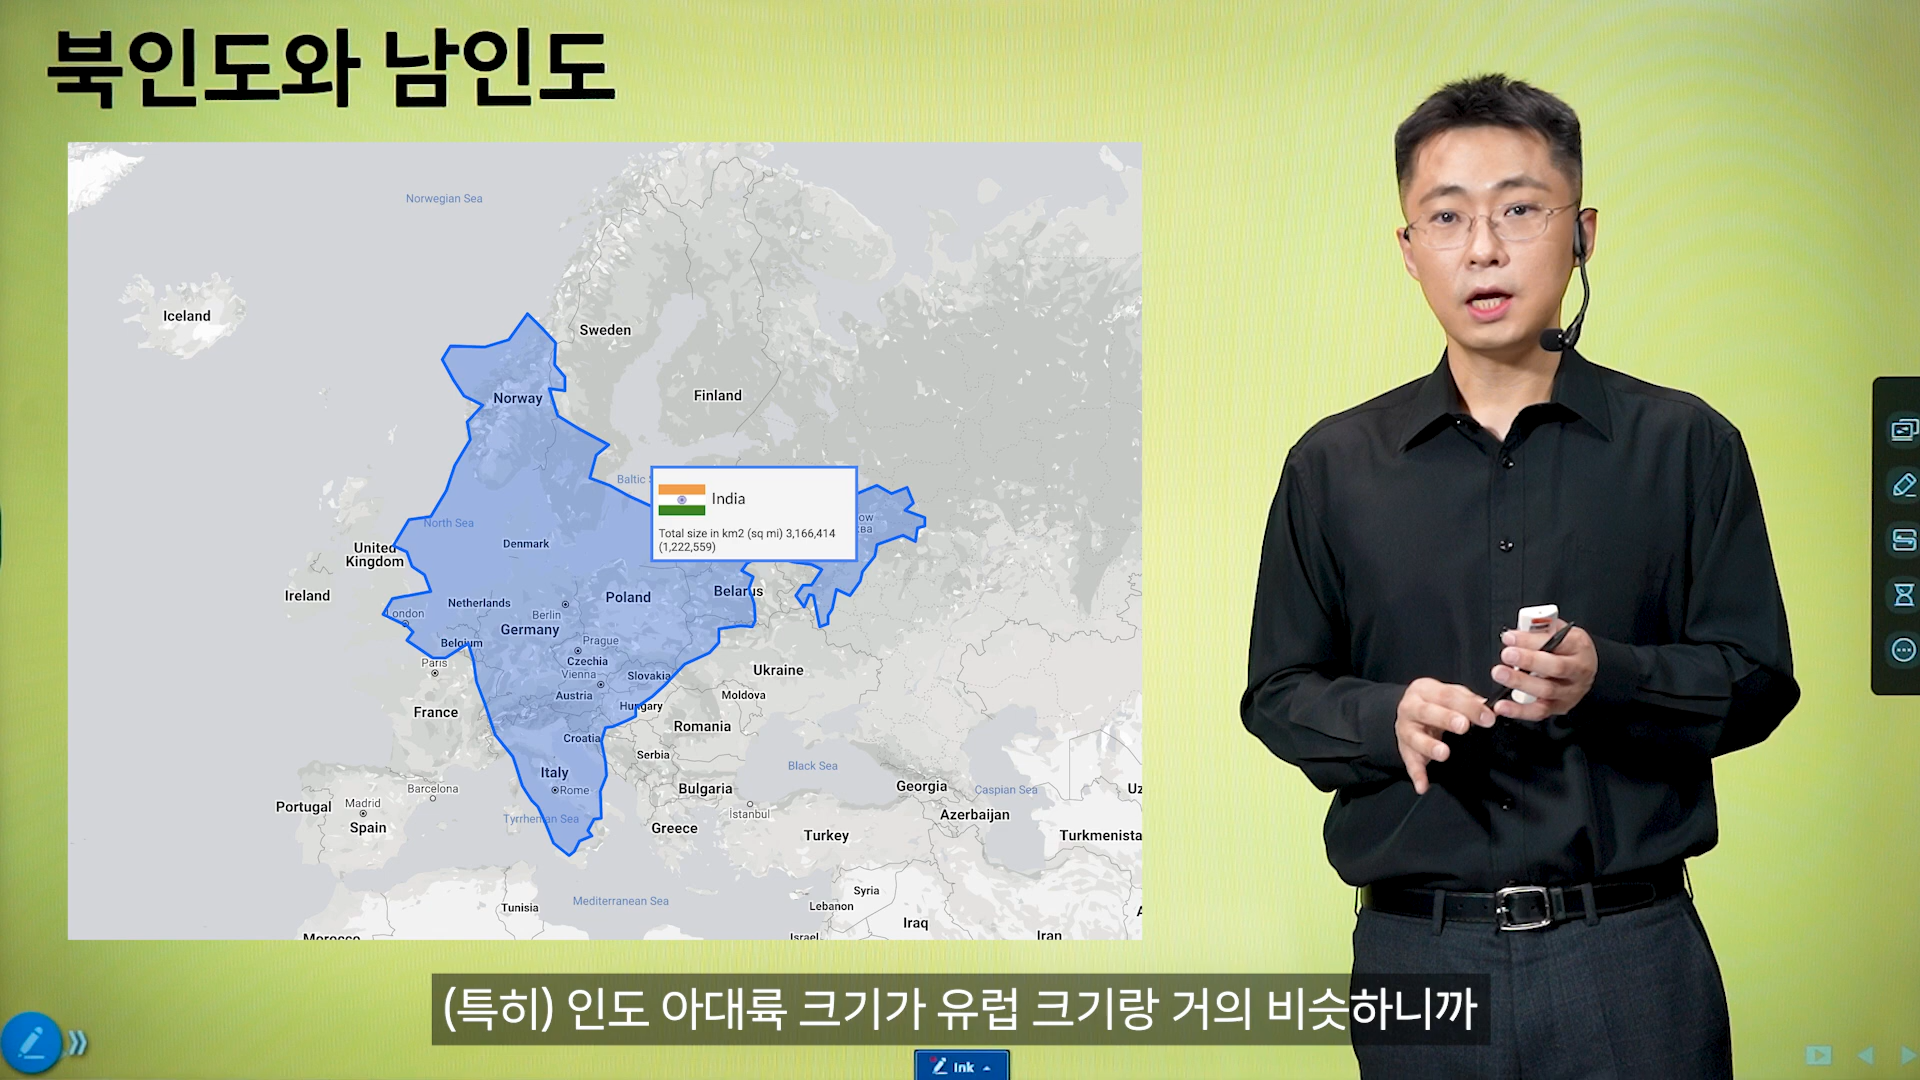 북인도와 남인도
Norwegian Sea
Iceland
Sweden
Norway
Finland
Baltic
India
Total size in km2 (sq mi) 3,166,414
(1,222,559)
North Sea
United
Kingdom
Denmark
Ireland
London
Netherlands
Berlin
Poland
Belarus
Germany
Belgium
Prague
Paris
Czechia
Vienna
Slovakia
Ukraine
Austria
Moldova
France
Hungary
Romania
Croatia
Serbia
Black Sea
Italy
Rome
Barcelona
Bulgaria
Georgia
Caspian Sea
Portugal
Madrid
Spain
Tyrrhenian Sea
Istanbul
Greece
Turkey
Azerbaijan
Turkmenista
Uz
Tunisia
Mediterranean Sea
Syria
Lebanon
Iraq
Iran
Israel
Morocco
(특히) 인도 아대륙 크기가 유럽 크기랑 거의 비슷하니까
Ink